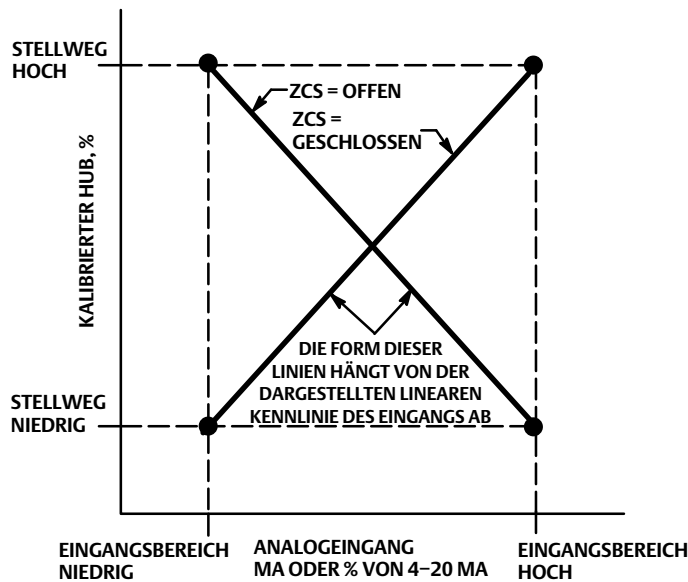 STELLWEG
HOCH
ZCS = OFFEN
ZCS =
GESCHLOSSEN
KALIBRIERTER HUB, %
DIE FORM DIESER
LINIEN HÄNGT VON DER
DARGESTELLTEN LINEAREN
KENNLINIE DES EINGANGS AB
STELLWEG
NIEDRIG
EINGANGSBEREICH
NIEDRIG
ANALOGEINGANG
MA ODER % VON 4–20 MA
EINGANGSBEREICH
HOCH